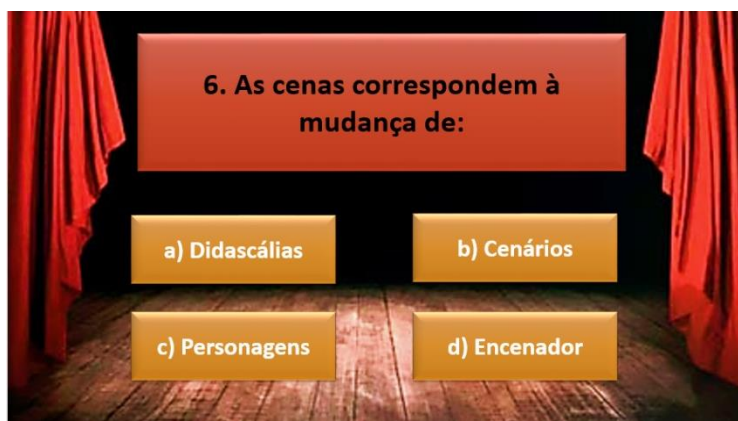 6. As cenas correspondem à
mudança de:
a) Didascálias
b) Cenários
c) Personagens
d) Encenador